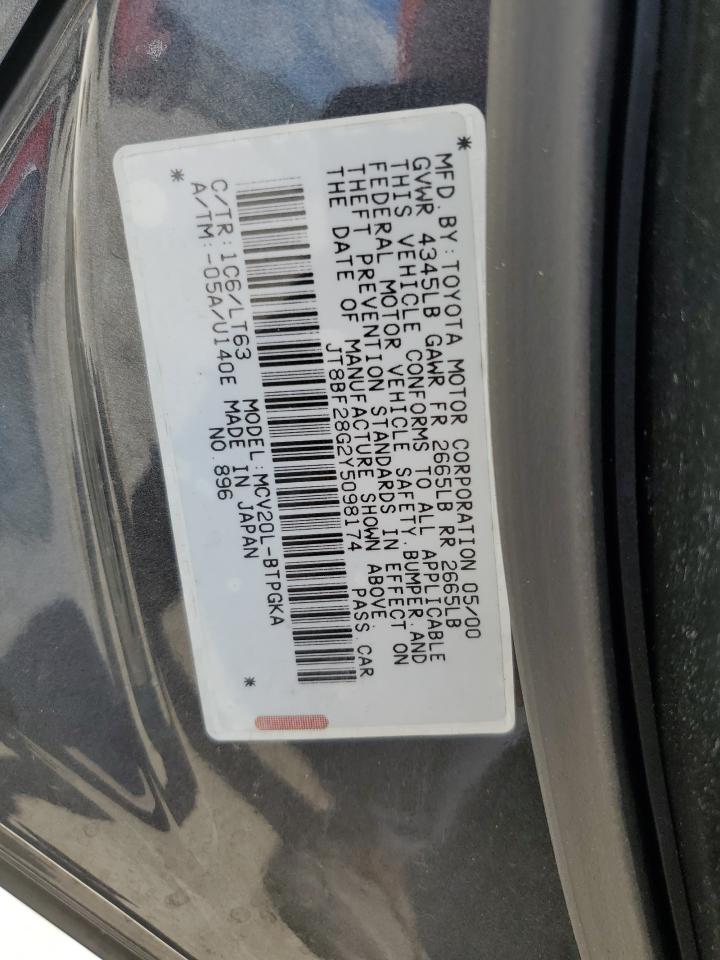 MFD. BY: TOYOTA MOTOR CORPORATION 05/00
GVWR 4345LB GAWR FR 2665LB RR 2665LB
THIS VEHICLE CONFORMS TO ALL APPLICABLE
FEDERAL MOTOR VEHICLE SAFETY, BUMPER, AND
THEFT PREVENTION STANDARDS IN EFFECT ON
THE DATE OF MANUFACTURE SHOWN ABOVE.
JT8BF28G2Y5098174 PASS. CAR
C/TR: 1C6/LT63 MODEL: MCV20L-BTPGKA
A/TM: -05A/U140E MADE IN JAPAN
NO. 896